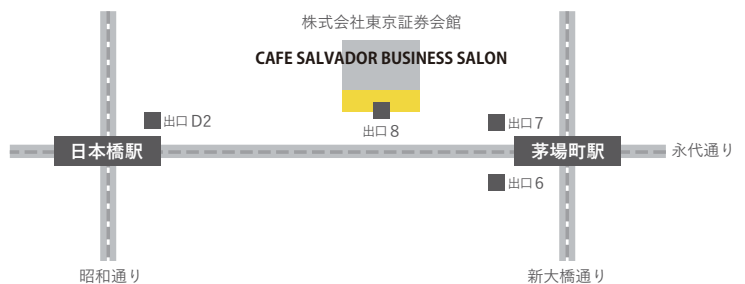 株式会社東京証券会館
CAFE SALVADOR BUSINESS SALON
出口 D2
出口 8
出口 7
日本橋駅
茅場町駅
永代通り
出口 6
昭和通り
新大橋通り